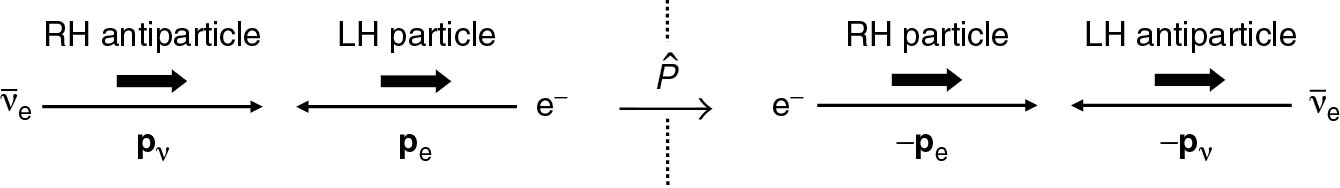 RH antiparticle LH particle RH particle LH antiparticle
P̂
ν̅e e⁻ e⁻ ν̅e
pν pe −pe −pν